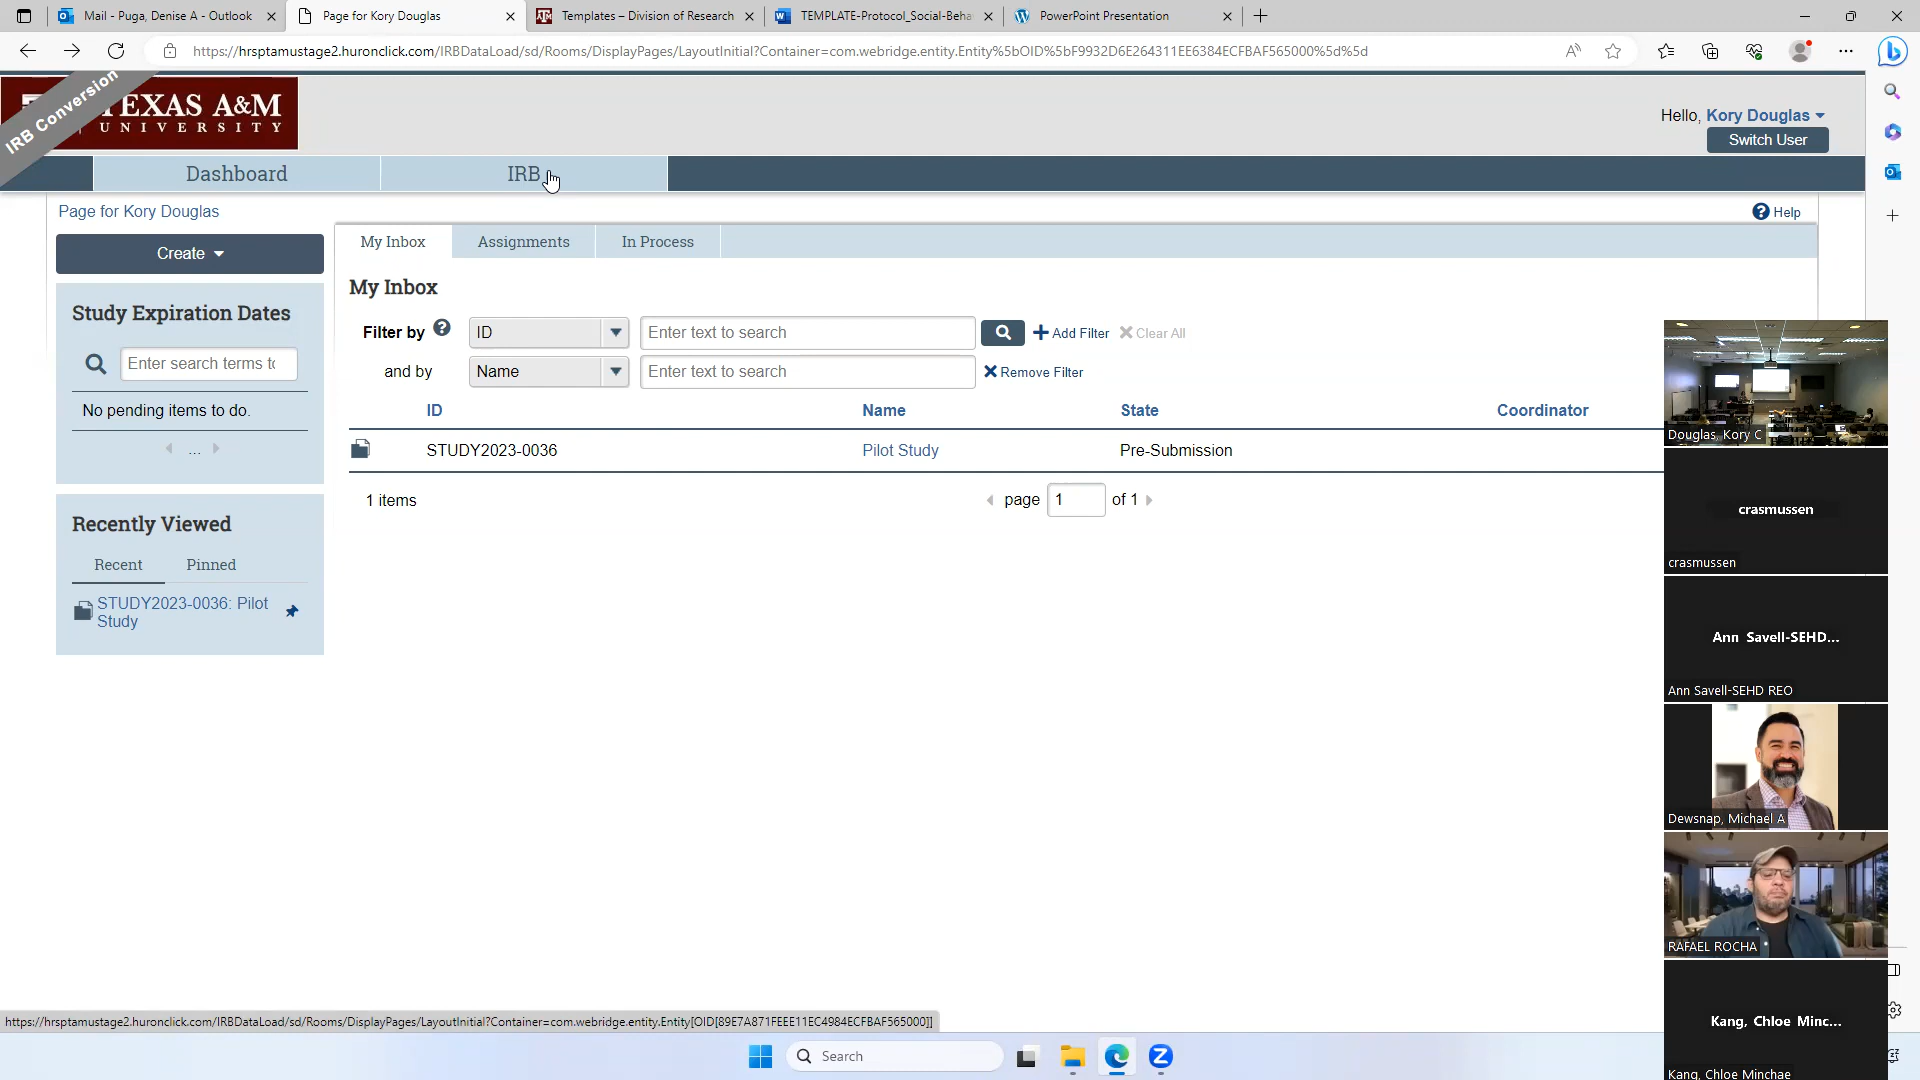 Mail - Puga, Denise A - Outlook
Page for Kory Douglas
Templates – Division of Research
TEMPLATE-Protocol_Social-Beha
PowerPoint Presentation
https://hrsptamustage2.huronclick.com/IRBDataLoad/sd/Rooms/DisplayPages/LayoutInitial?Container=com.webridge.entity.Entity%5bOID%5bF9932D6E264311EE6384ECFBAF565000%5d%5d
IRB Conversion
TEXAS A&M
UNIVERSITY
Hello, Kory Douglas
Switch User
Dashboard
IRB
Page for Kory Douglas
Help
Create
My Inbox
Assignments
In Process
Study Expiration Dates
Enter search terms to
No pending items to do.
...
My Inbox
Filter by
ID
Enter text to search
Add Filter
Clear All
and by
Name
Enter text to search
Remove Filter
ID
Name
State
Coordinator
STUDY2023-0036
Pilot Study
Pre-Submission
1 items
page
1
of 1
Recently Viewed
Recent
Pinned
STUDY2023-0036: Pilot
Study
Douglas, Kory C
crasmussen
crasmussen
Ann Savell-SEHD...
Ann Savell-SEHD REO
Dewsnap, Michael A
RAFAEL ROCHA
Kang, Chloe Minc...
Kang, Chloe Minchae
https://hrsptamustage2.huronclick.com/IRBDataLoad/sd/Rooms/DisplayPages/LayoutInitial?Container=com.webridge.entity.Entity[OID[89E7A871FEEE11EC4984ECFBAF565000]]
Search